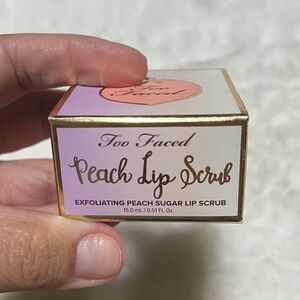 Too
Faced
Too Faced
Peach Lip Scrub
EXFOLIATING PEACH SUGAR LIP SCRUB
15.0 mL / 0.51 Fl. Oz.